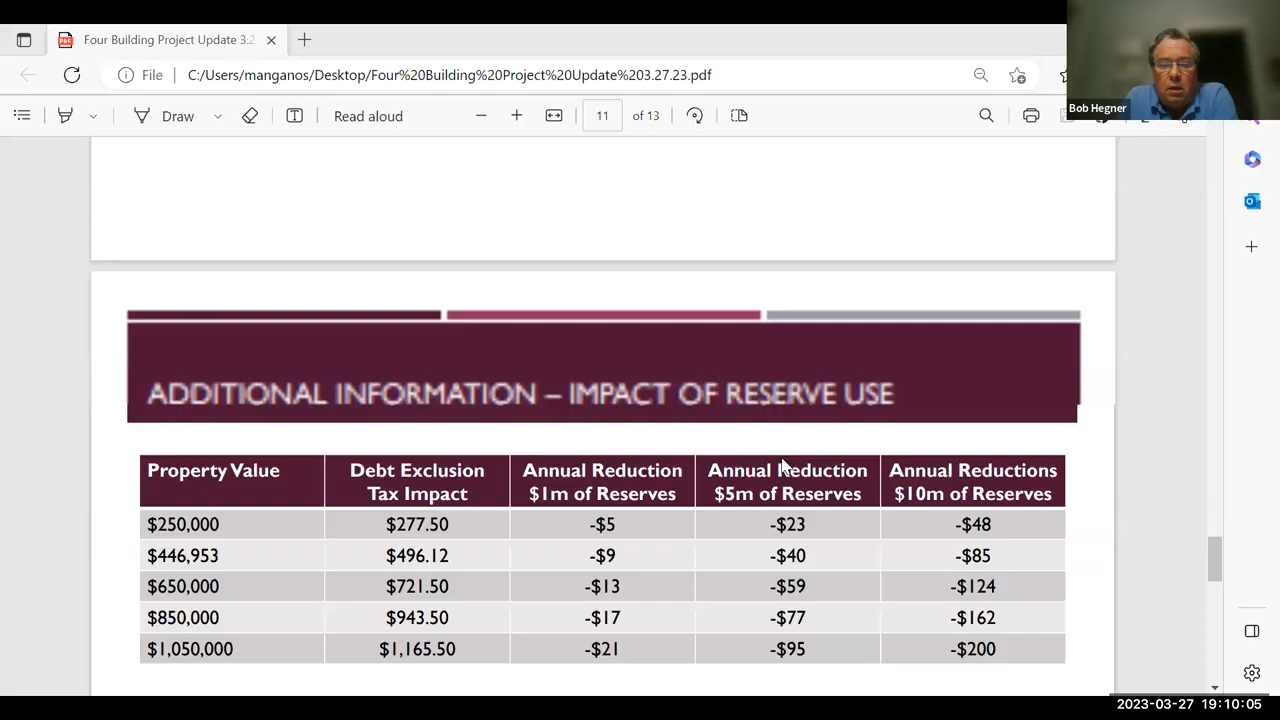 Four Building Project Update 3.2
File C:/Users/manganos/Desktop/Four%20Building%20Project%20Update%203.27.23.pdf
Bob Hegner
Draw Read aloud 11 of 13
ADDITIONAL INFORMATION – IMPACT OF RESERVE USE
Property Value Debt Exclusion Tax Impact Annual Reduction $1m of Reserves Annual Reduction $5m of Reserves Annual Reductions $10m of Reserves
$250,000 $277.50 -$5 -$23 -$48
$446,953 $496.12 -$9 -$40 -$85
$650,000 $721.50 -$13 -$59 -$124
$850,000 $943.50 -$17 -$77 -$162
$1,050,000 $1,165.50 -$21 -$95 -$200
2023-03-27 19:10:05